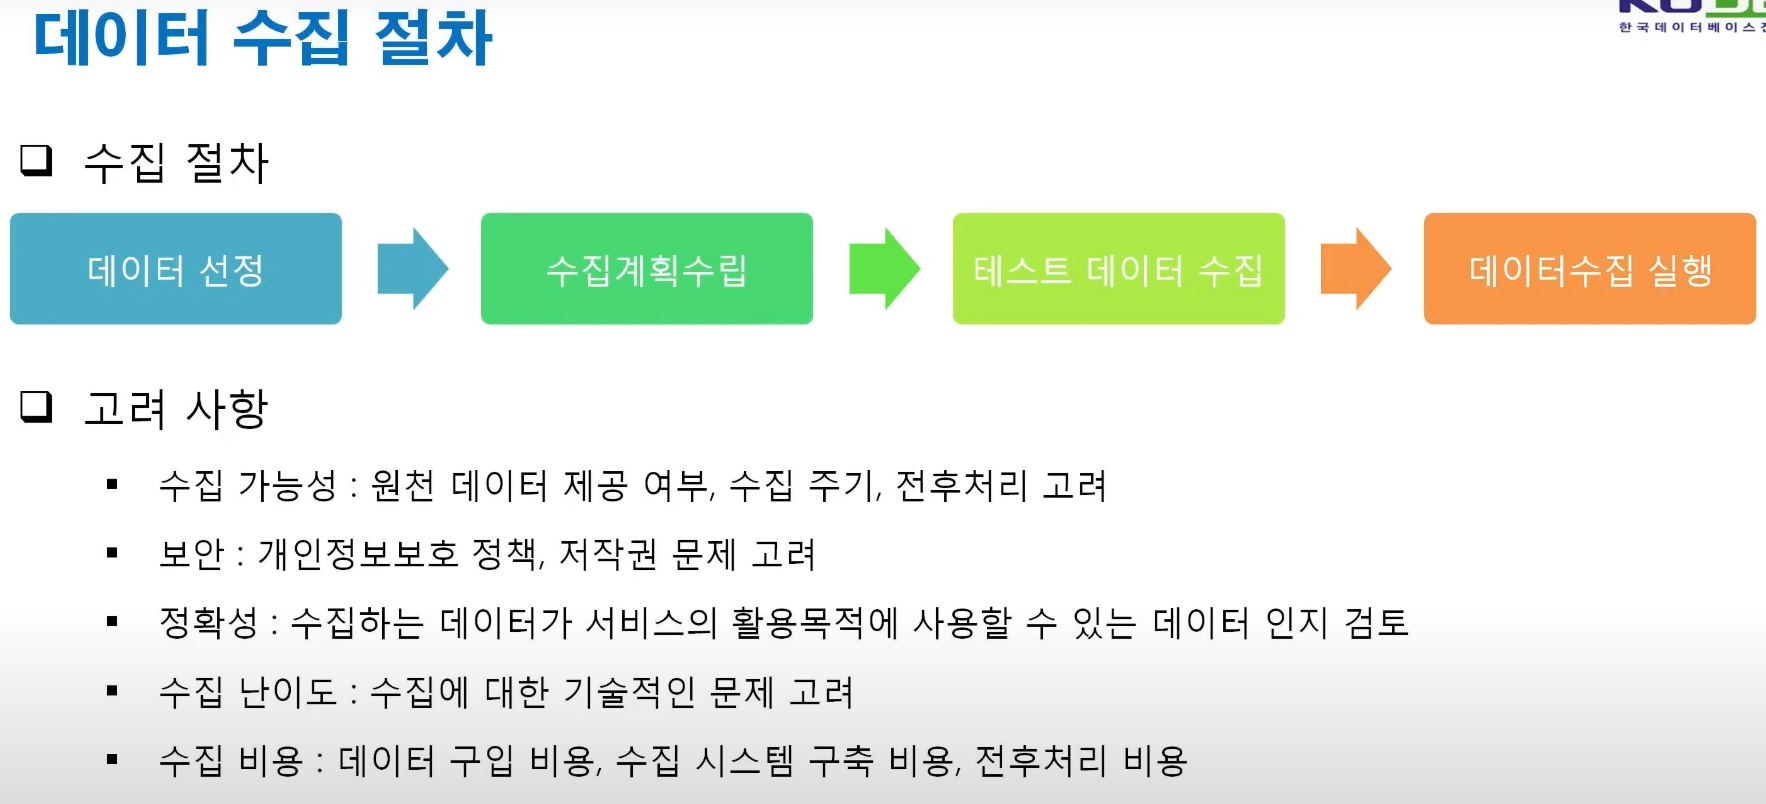 데이터 수집 절차
한국데이터베이스
수집 절차
데이터 선정
수집계획수립
테스트 데이터 수집
데이터수집 실행
고려 사항
수집 가능성 : 원천 데이터 제공 여부, 수집 주기, 전후처리 고려
보안 : 개인정보보호 정책, 저작권 문제 고려
정확성 : 수집하는 데이터가 서비스의 활용목적에 사용할 수 있는 데이터 인지 검토
수집 난이도 : 수집에 대한 기술적인 문제 고려
수집 비용 : 데이터 구입 비용, 수집 시스템 구축 비용, 전후처리 비용